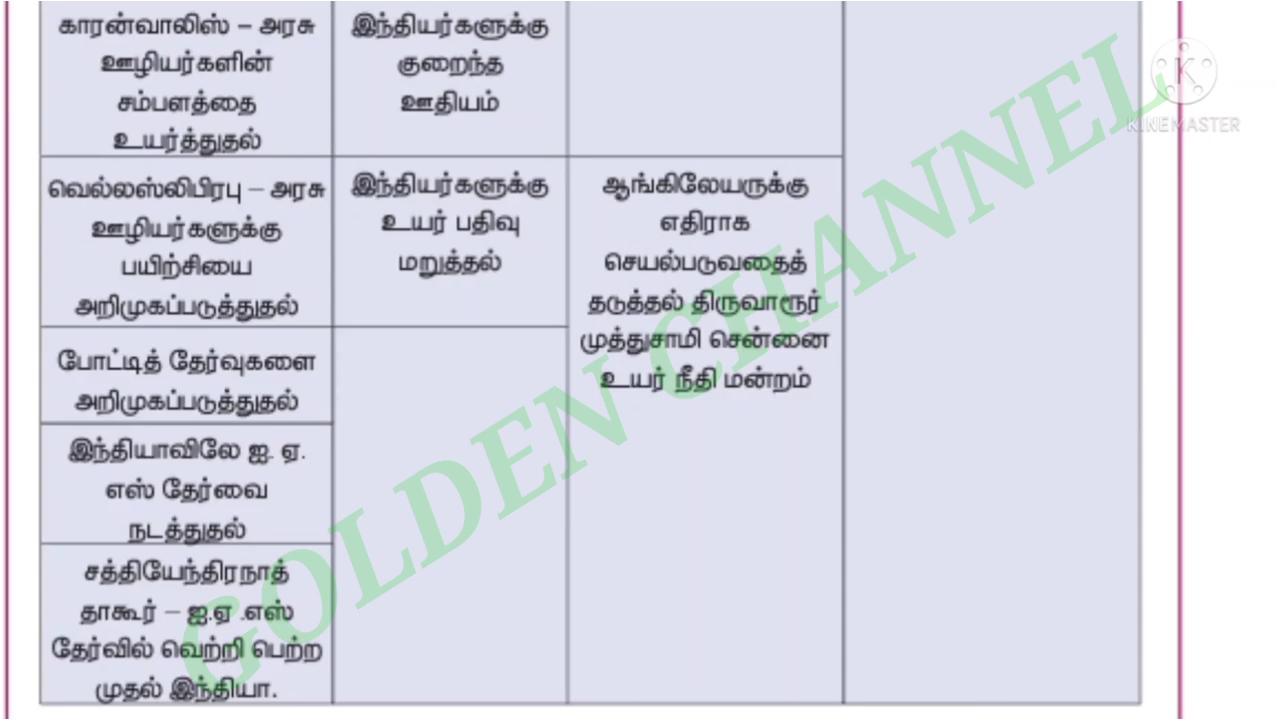 காரன்வாலிஸ் – அரசு
ஊழியர்களின்
சம்பளத்தை
உயர்த்துதல்
இந்தியர்களுக்கு
குறைந்த
ஊதியம்
வெல்லஸ்லிபிரபு – அரசு
ஊழியர்களுக்கு
பயிற்சியை
அறிமுகப்படுத்துதல்
இந்தியர்களுக்கு
உயர் பதிவு
மறுத்தல்
ஆங்கிலேயருக்கு
எதிராக
செயல்படுவதைத்
தடுத்தல் திருவாரூர்
முத்துசாமி சென்னை
உயர் நீதி மன்றம்
போட்டித் தேர்வுகளை
அறிமுகப்படுத்துதல்
இந்தியாவிலே ஐ. ஏ.
எஸ் தேர்வை
நடத்துதல்
சத்தியேந்திரநாத்
தாகூர் – ஐ.ஏ .எஸ்
தேர்வில் வெற்றி பெற்ற
முதல் இந்தியா.
GOLDEN CHANNEL
K
KINEMASTER